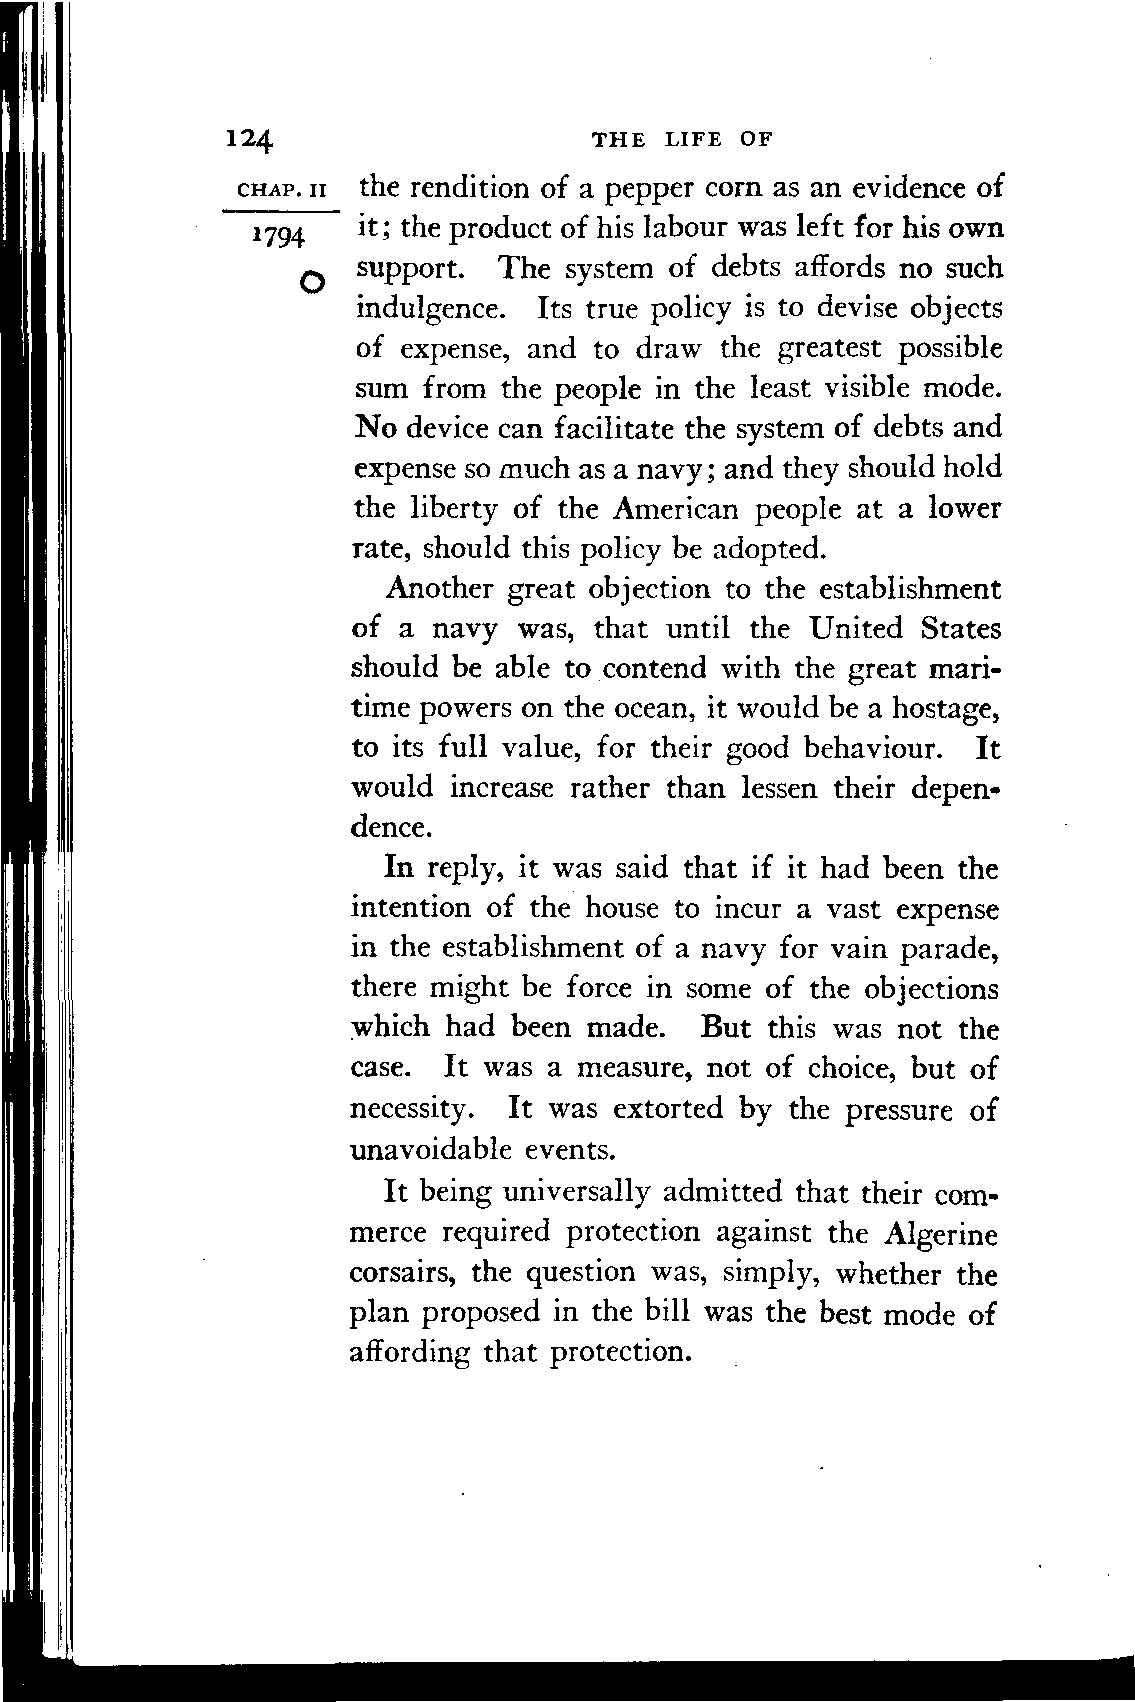 124 THE LIFE OF
CHAP. II the rendition of a pepper corn as an evidence of
1794 it; the product of his labour was left for his own
support. The system of debts affords no such
indulgence. Its true policy is to devise objects
of expense, and to draw the greatest possible
sum from the people in the least visible mode.
No device can facilitate the system of debts and
expense so much as a navy; and they should hold
the liberty of the American people at a lower
rate, should this policy be adopted.
Another great objection to the establishment
of a navy was, that until the United States
should be able to contend with the great mari-
time powers on the ocean, it would be a hostage,
to its full value, for their good behaviour. It
would increase rather than lessen their depen-
dence.
In reply, it was said that if it had been the
intention of the house to incur a vast expense
in the establishment of a navy for vain parade,
there might be force in some of the objections
which had been made. But this was not the
case. It was a measure, not of choice, but of
necessity. It was extorted by the pressure of
unavoidable events.
It being universally admitted that their com-
merce required protection against the Algerine
corsairs, the question was, simply, whether the
plan proposed in the bill was the best mode of
affording that protection.